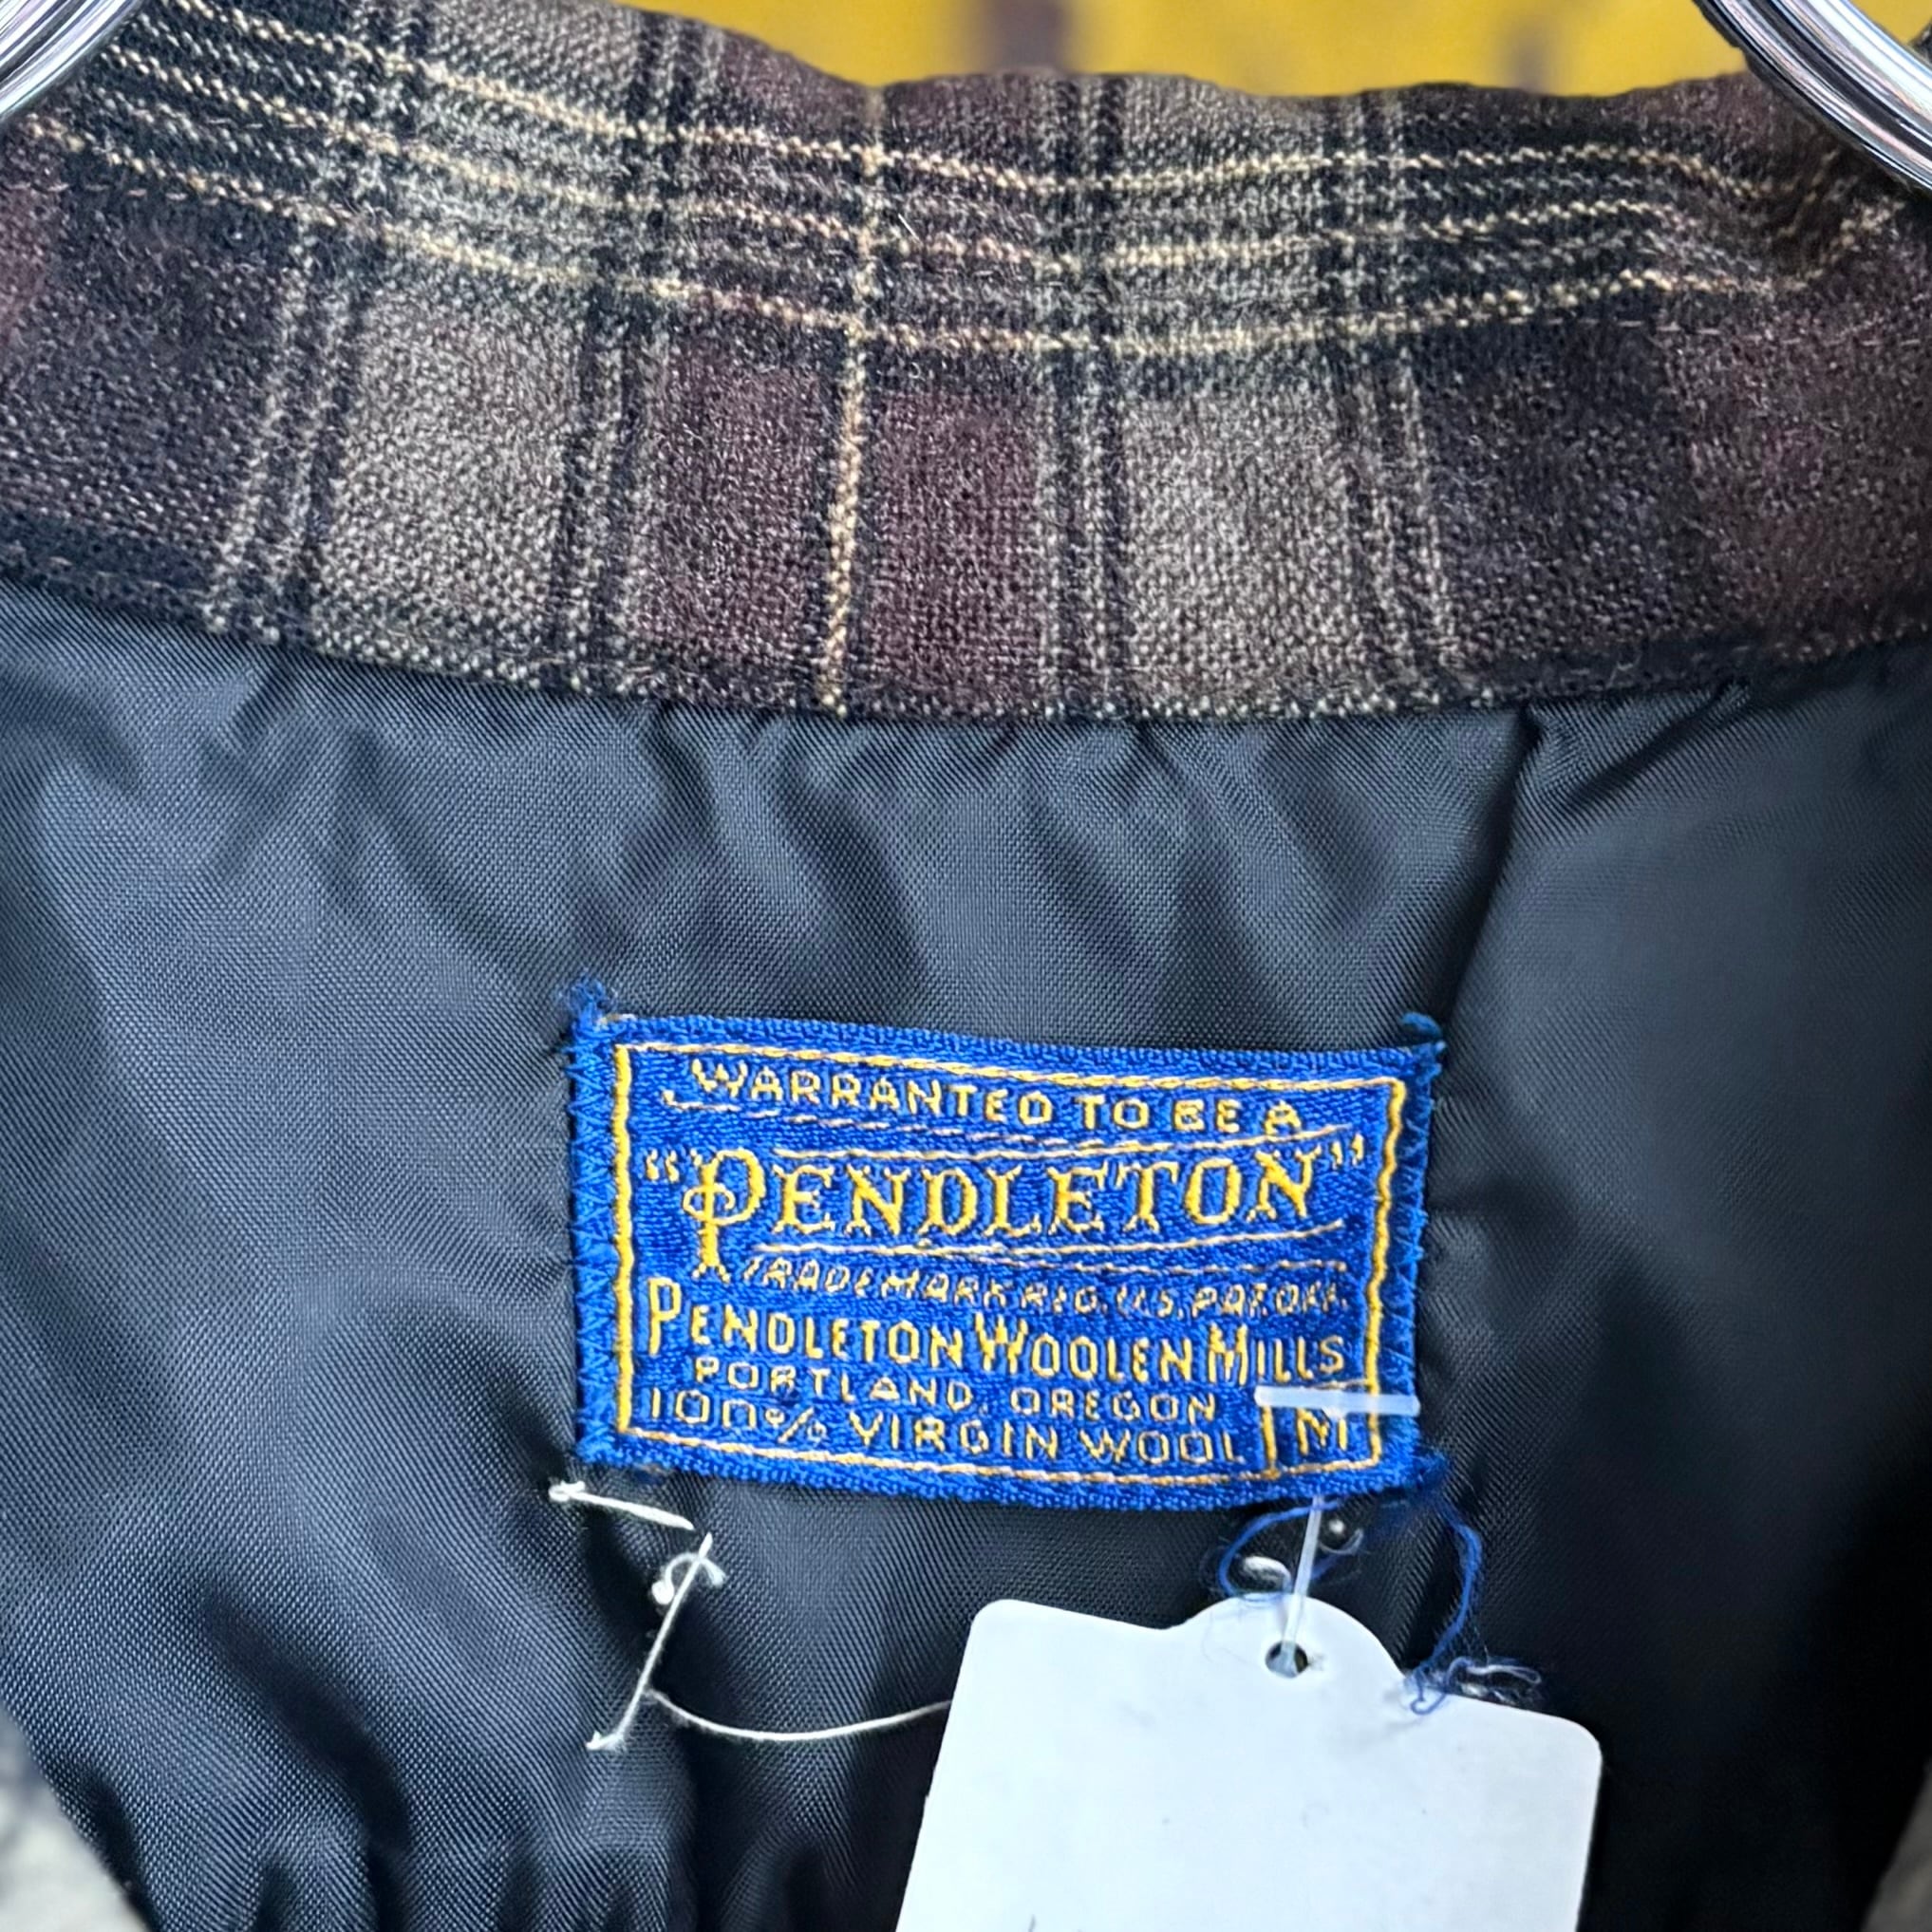 WARRANTED TO BE A
"PENDLETON"
TRADEMARK REG. U.S. PAT. OFF.
PENDLETON WOOLEN MILLS
PORTLAND, OREGON
100% VIRGIN WOOL M